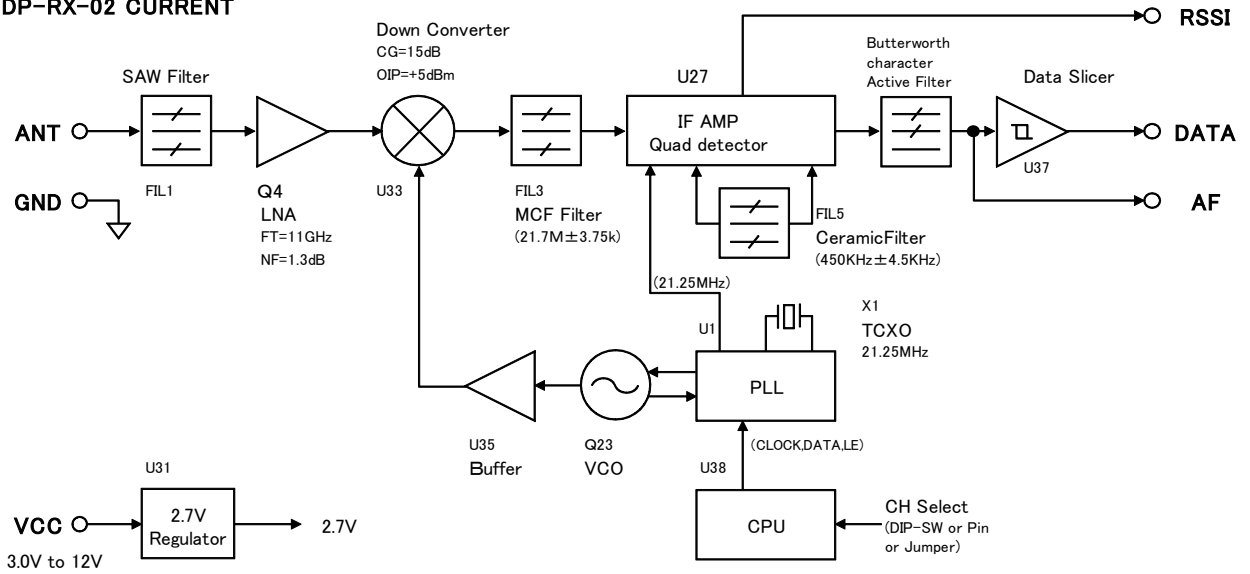 DP-RX-02 CURRENT
RSSI
Down Converter
CG=15dB
OIP=+5dBm
Butterworth
character
Active Filter
SAW Filter
U27
Data Slicer
ANT
IF AMP
Quad detector
DATA
U37
GND
FIL1
Q4
LNA
FT=11GHz
NF=1.3dB
U33
FIL3
MCF Filter
(21.7M±3.75k)
FIL5
CeramicFilter
(450KHz±4.5KHz)
AF
(21.25MHz)
U1
X1
TCXO
21.25MHz
PLL
U35
Buffer
Q23
VCO
(CLOCK,DATA,LE)
U38
U31
VCC
3.0V to 12V
2.7V
Regulator
2.7V
CPU
CH Select
(DIP-SW or Pin
or Jumper)